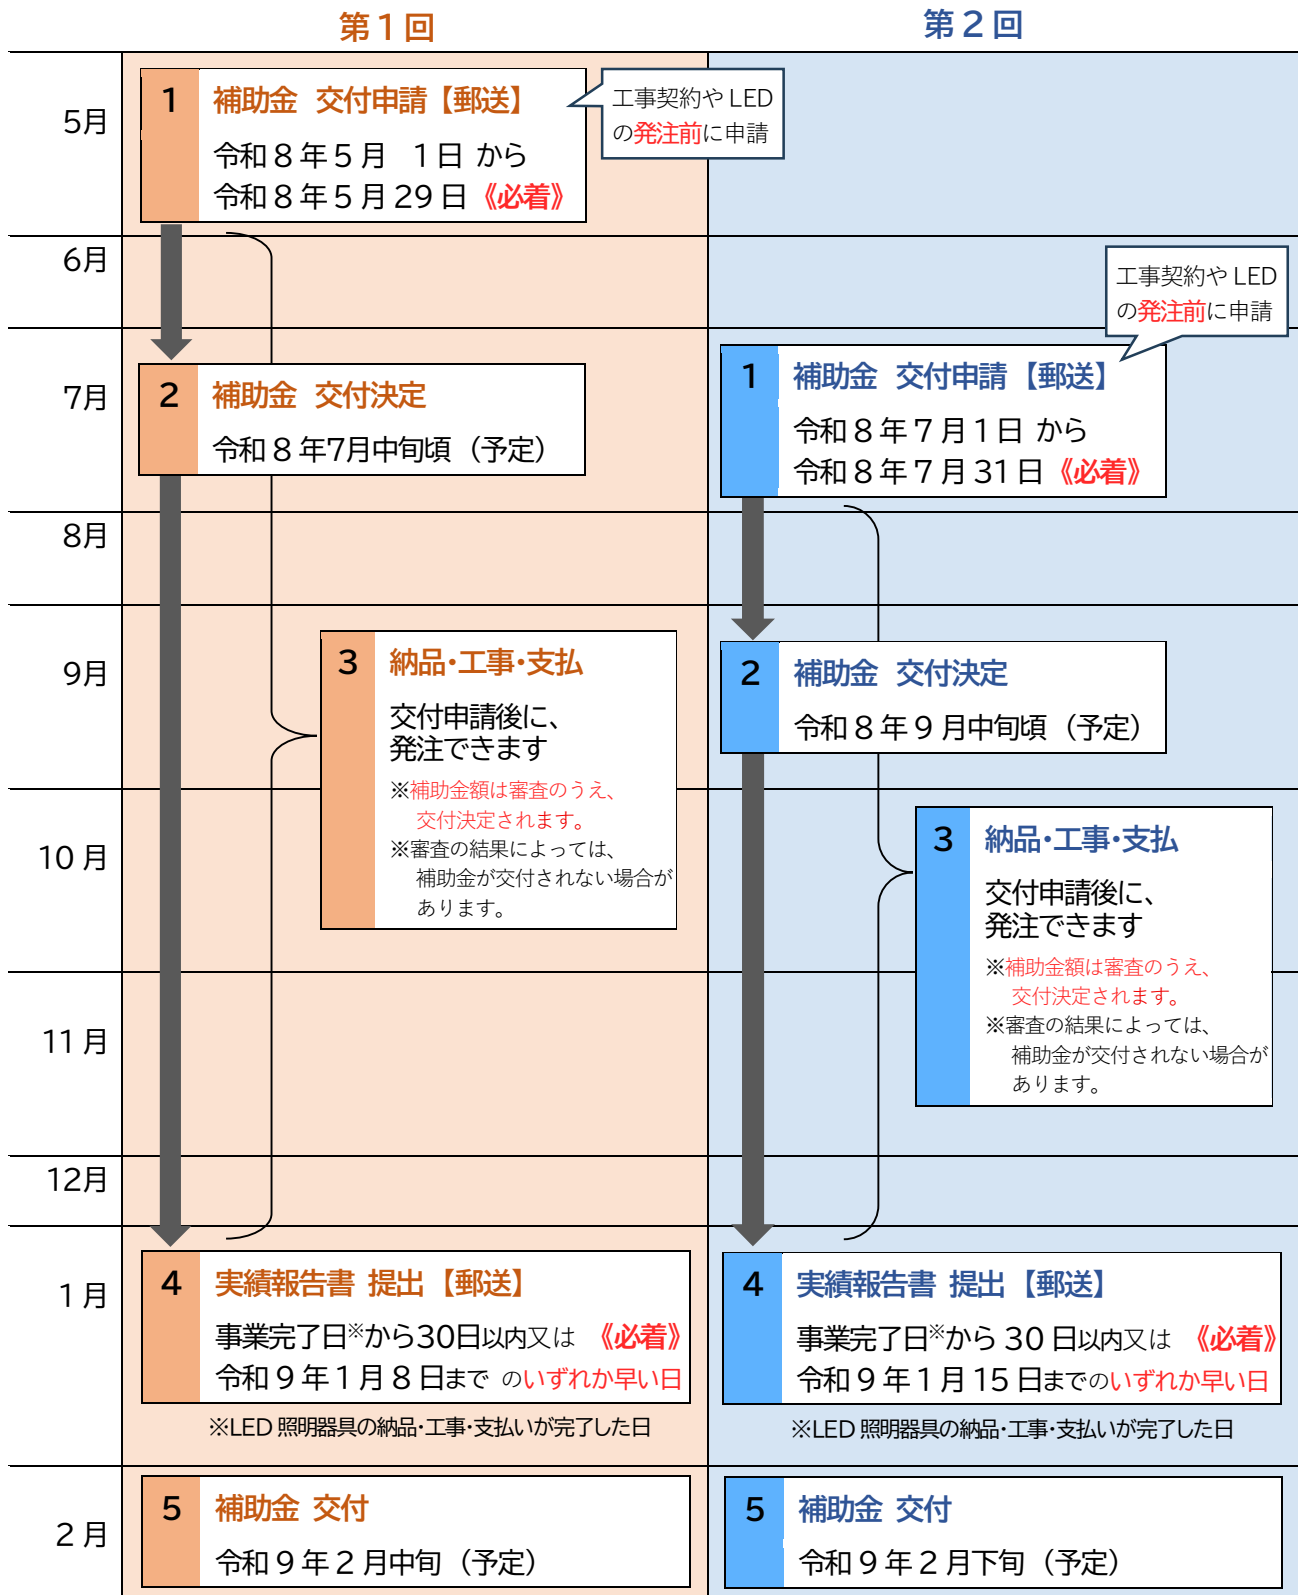 第１回
第２回
5月
1 補助金 交付申請【郵送】
令和８年５月 1日 から
令和８年５月29日《必着》
工事契約や LED
の発注前に申請
6月
工事契約や LED
の発注前に申請
7月
2 補助金 交付決定
令和８年7月中旬頃（予定）
1 補助金 交付申請【郵送】
令和８年７月１日 から
令和８年７月31日《必着》
8月
9月
3 納品・工事・支払
交付申請後に、
発注できます
※補助金額は審査のうえ、
交付決定されます。
※審査の結果によっては、
補助金が交付されない場合が
あります。
2 補助金 交付決定
令和８年９月中旬頃（予定）
10月
3 納品・工事・支払
交付申請後に、
発注できます
※補助金額は審査のうえ、
交付決定されます。
※審査の結果によっては、
補助金が交付されない場合が
あります。
11月
12月
1月
4 実績報告書 提出【郵送】
事業完了日※から30日以内又は《必着》
令和９年１月８日まで のいずれか早い日
※LED 照明器具の納品・工事・支払いが完了した日
4 実績報告書 提出【郵送】
事業完了日※から 30 日以内又は《必着》
令和９年１月15日までのいずれか早い日
※LED 照明器具の納品・工事・支払いが完了した日
2月
5 補助金 交付
令和９年２月中旬（予定）
5 補助金 交付
令和９年２月下旬（予定）